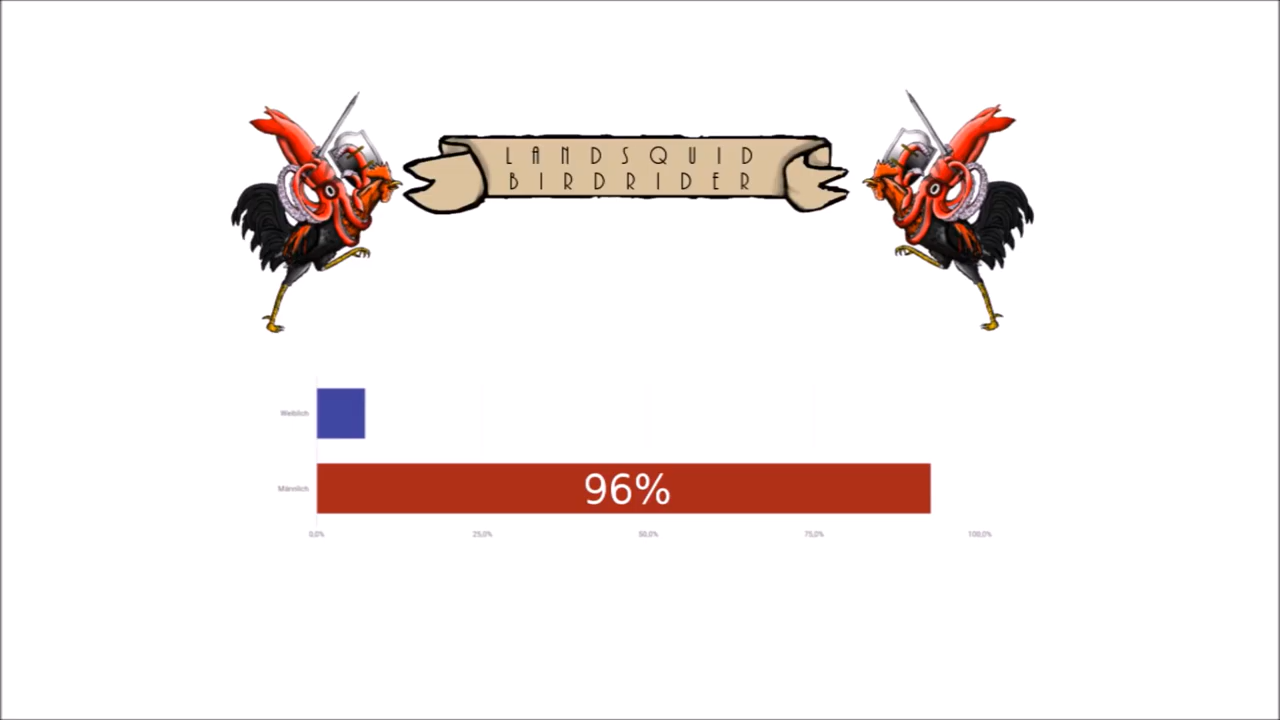 LANDSQUID
BIRDRIDER
Weiblich
96%
Männlich
0,0% 25,0% 50,0% 75,0% 100,0%